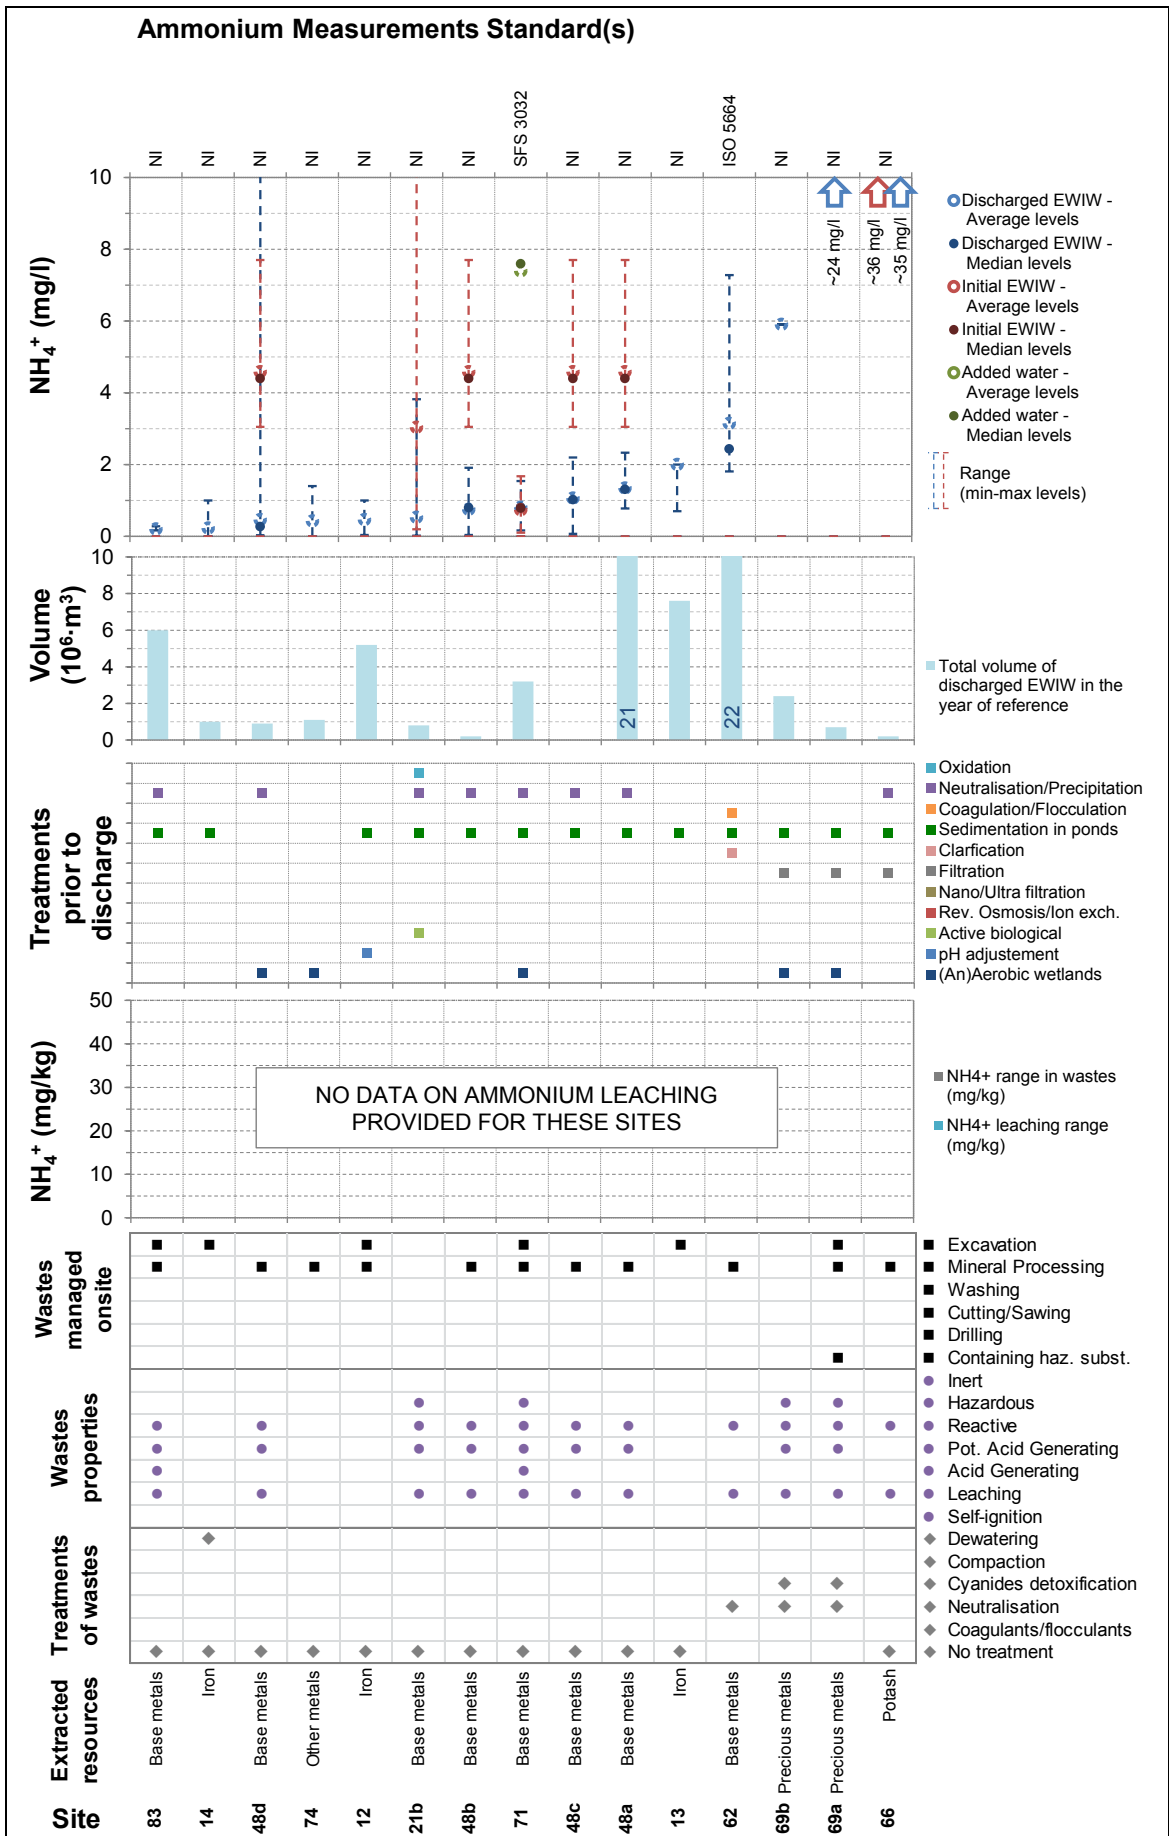 Ammonium Measurements Standard(s)
NI
NI
NI
NI
NI
NI
NI
SFS 3032
NI
NI
NI
ISO 5664
NI
NI
NI
NH₄⁺ (mg/l)
10
8
6
4
2
0
~24 mg/l
~36 mg/l
~35 mg/l
Discharged EWIW -
Average levels
Discharged EWIW -
Median levels
Initial EWIW -
Average levels
Initial EWIW -
Median levels
Added water -
Average levels
Added water -
Median levels
Range
(min-max levels)
Volume
(10⁶·m³)
10
8
6
4
2
0
21
22
Total volume of
discharged EWIW in the
year of reference
Treatments
prior to
discharge
Oxidation
Neutralisation/Precipitation
Coagulation/Flocculation
Sedimentation in ponds
Clarfication
Filtration
Nano/Ultra filtration
Rev. Osmosis/Ion exch.
Active biological
pH adjustement
(An)Aerobic wetlands
NH₄⁺ (mg/kg)
50
40
30
20
10
0
NO DATA ON AMMONIUM LEACHING
PROVIDED FOR THESE SITES
NH4+ range in wastes
(mg/kg)
NH4+ leaching range
(mg/kg)
Wastes
managed
onsite
Excavation
Mineral Processing
Washing
Cutting/Sawing
Drilling
Containing haz. subst.
Wastes
properties
Inert
Hazardous
Reactive
Pot. Acid Generating
Acid Generating
Leaching
Self-ignition
Treatments
of wastes
Dewatering
Compaction
Cyanides detoxification
Neutralisation
Coagulants/flocculants
No treatment
Extracted
resources
Base metals
Iron
Base metals
Other metals
Iron
Base metals
Base metals
Base metals
Base metals
Base metals
Iron
Base metals
Precious metals
Precious metals
Potash
Site
83
14
48d
74
12
21b
48b
71
48c
48a
13
62
69b
69a
66